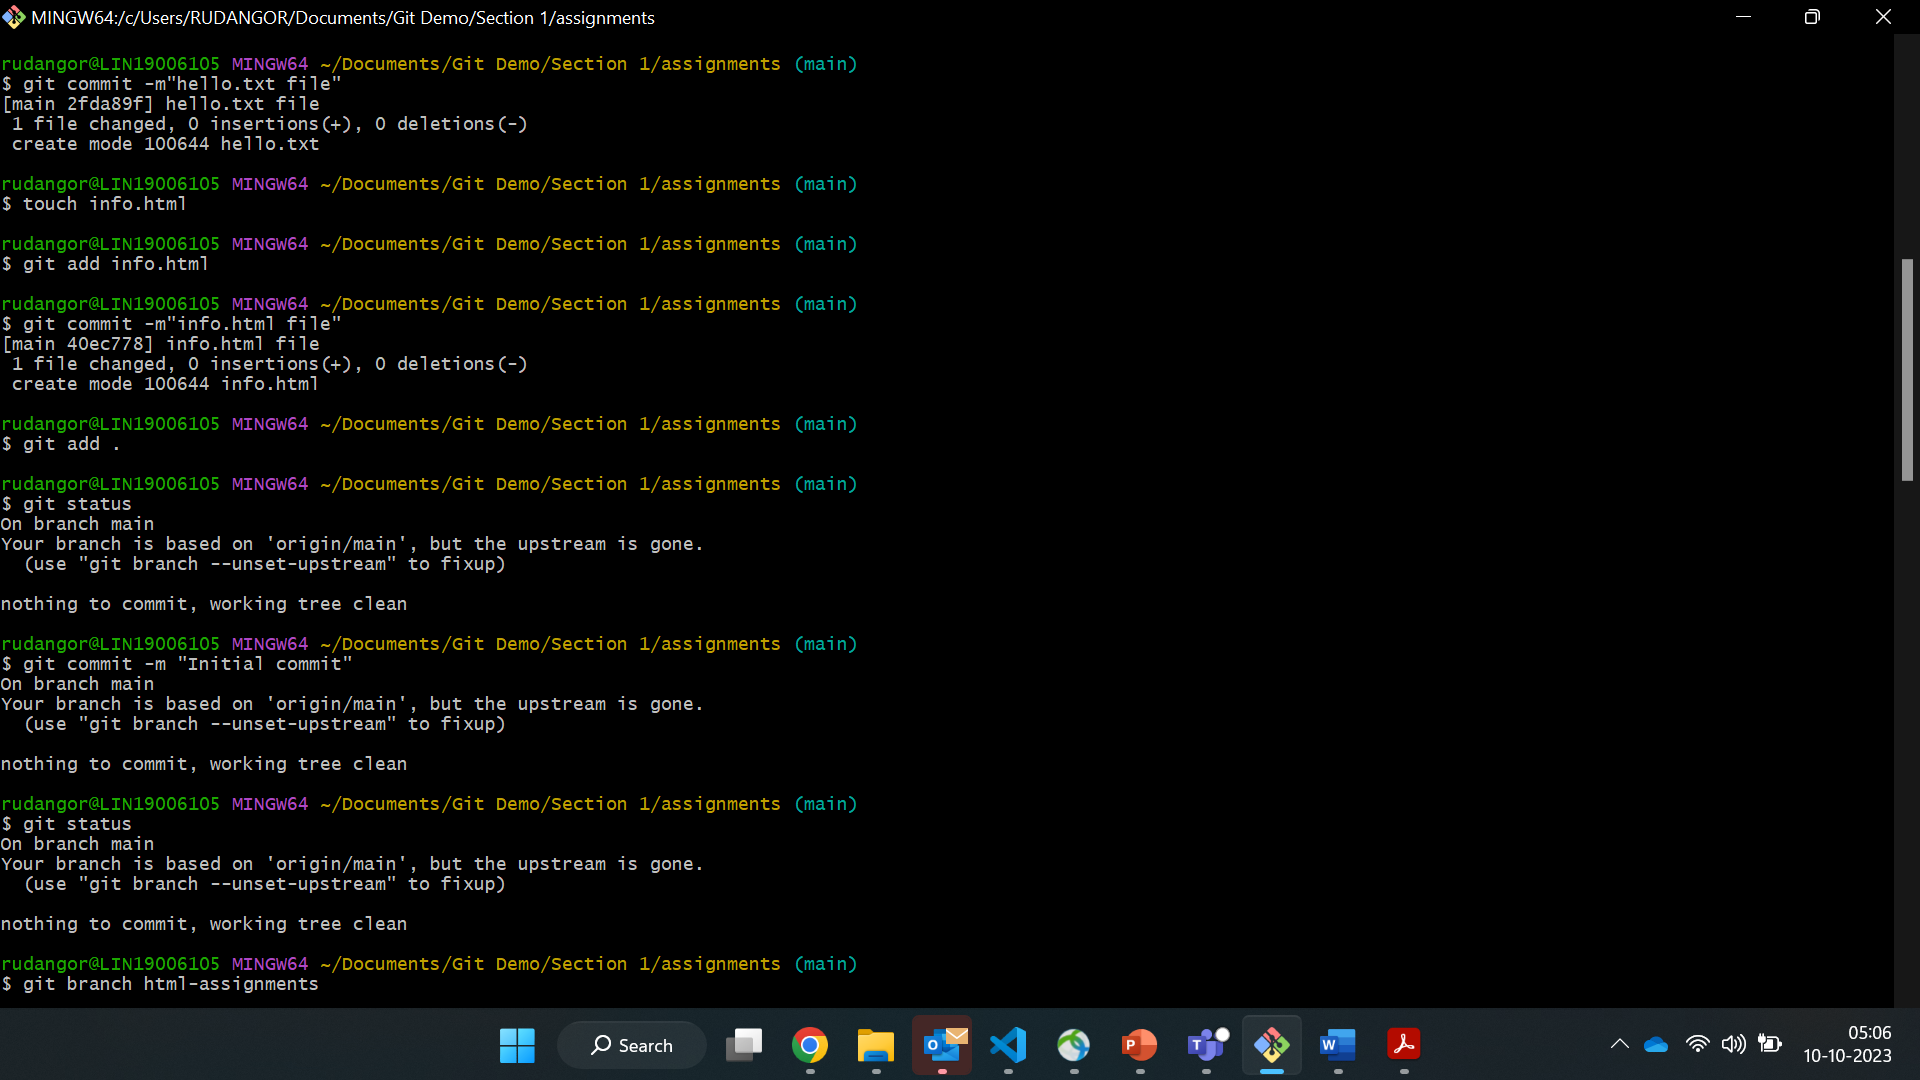 MINGW64:/c/Users/RUDANGOR/Documents/Git Demo/Section 1/assignments
rudangor@LIN19006105 MINGW64 ~/Documents/Git Demo/Section 1/assignments (main)
$ git commit -m"hello.txt file"
[main 2fda89f] hello.txt file
 1 file changed, 0 insertions(+), 0 deletions(-)
 create mode 100644 hello.txt
rudangor@LIN19006105 MINGW64 ~/Documents/Git Demo/Section 1/assignments (main)
$ touch info.html
rudangor@LIN19006105 MINGW64 ~/Documents/Git Demo/Section 1/assignments (main)
$ git add info.html
rudangor@LIN19006105 MINGW64 ~/Documents/Git Demo/Section 1/assignments (main)
$ git commit -m"info.html file"
[main 40ec778] info.html file
 1 file changed, 0 insertions(+), 0 deletions(-)
 create mode 100644 info.html
rudangor@LIN19006105 MINGW64 ~/Documents/Git Demo/Section 1/assignments (main)
$ git add .
rudangor@LIN19006105 MINGW64 ~/Documents/Git Demo/Section 1/assignments (main)
$ git status
On branch main
Your branch is based on 'origin/main', but the upstream is gone.
  (use "git branch --unset-upstream" to fixup)
nothing to commit, working tree clean
rudangor@LIN19006105 MINGW64 ~/Documents/Git Demo/Section 1/assignments (main)
$ git commit -m "Initial commit"
On branch main
Your branch is based on 'origin/main', but the upstream is gone.
  (use "git branch --unset-upstream" to fixup)
nothing to commit, working tree clean
rudangor@LIN19006105 MINGW64 ~/Documents/Git Demo/Section 1/assignments (main)
$ git status
On branch main
Your branch is based on 'origin/main', but the upstream is gone.
  (use "git branch --unset-upstream" to fixup)
nothing to commit, working tree clean
rudangor@LIN19006105 MINGW64 ~/Documents/Git Demo/Section 1/assignments (main)
$ git branch html-assignments
Search
05:06
10-10-2023